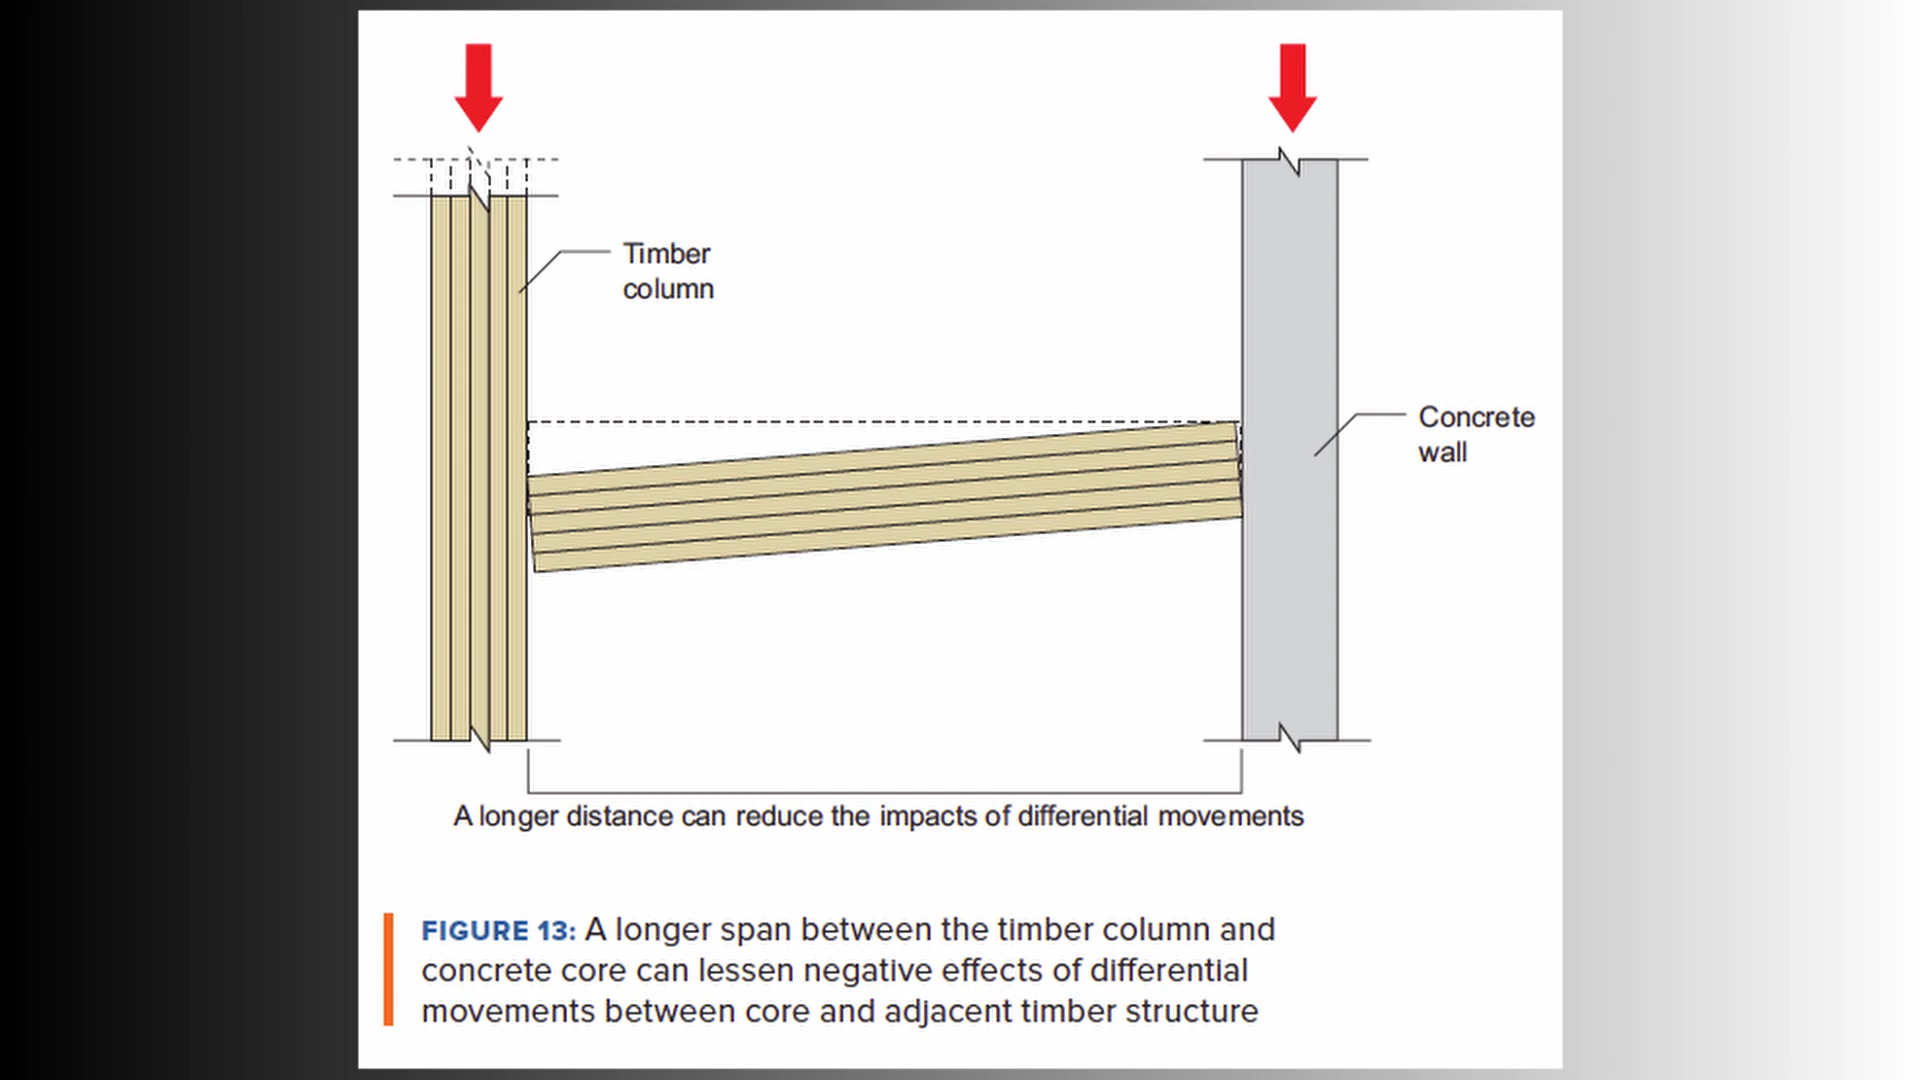 Timber
column
Concrete
wall
A longer distance can reduce the impacts of differential movements
FIGURE 13: A longer span between the timber column and
concrete core can lessen negative effects of differential
movements between core and adjacent timber structure